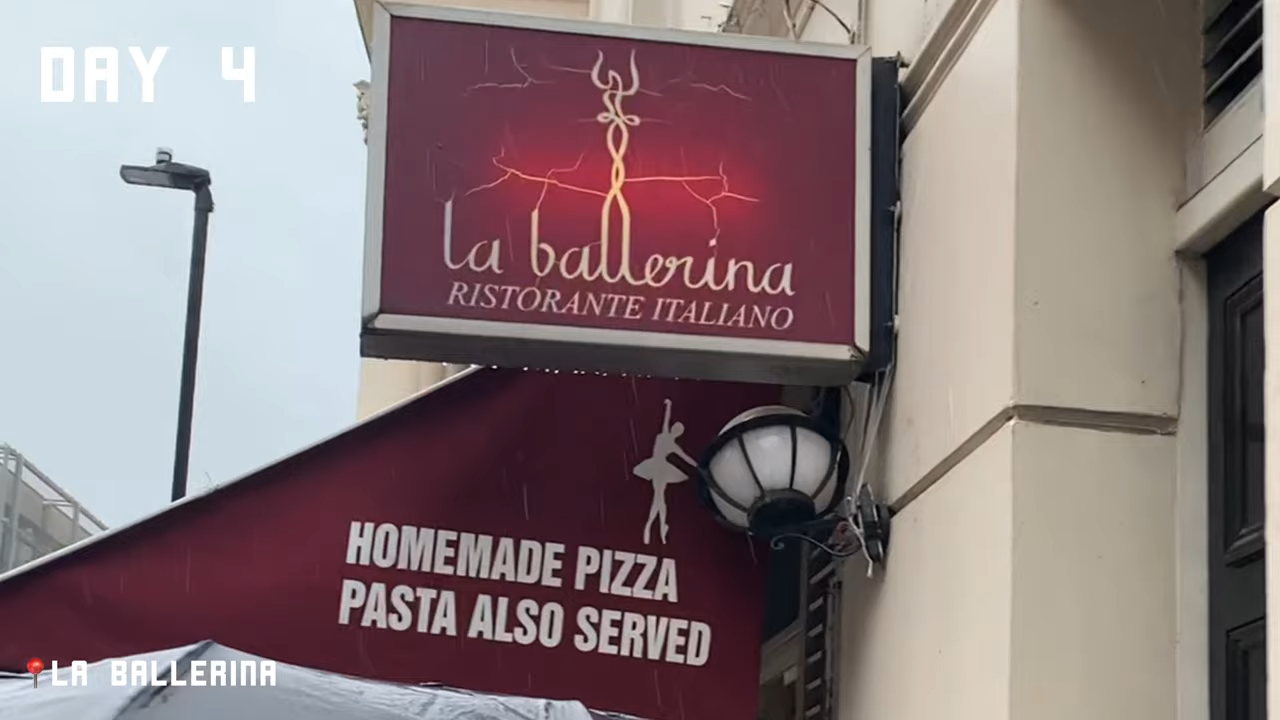 DAY 4
la ballerina
RISTORANTE ITALIANO
HOMEMADE PIZZA
PASTA ALSO SERVED
LA BALLERINA